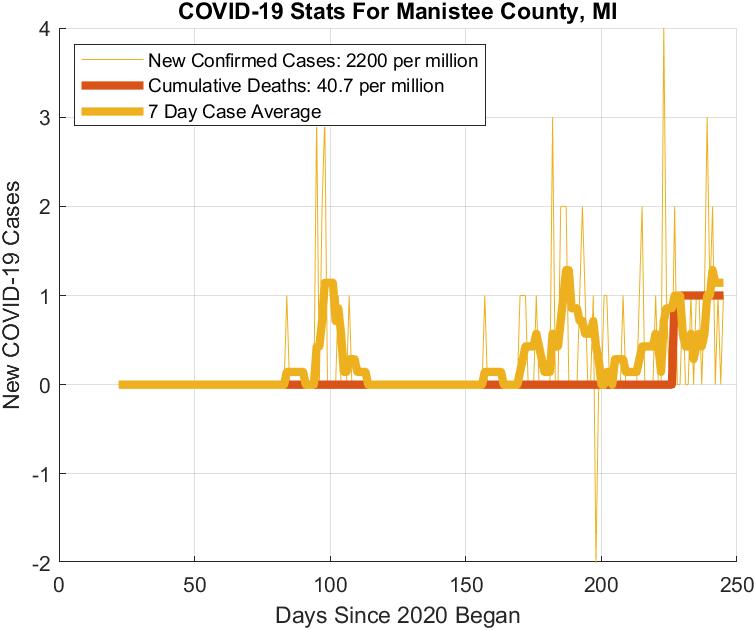 COVID-19 Stats For Manistee County, MI
New Confirmed Cases: 2200 per million
Cumulative Deaths: 40.7 per million
7 Day Case Average
New COVID-19 Cases
4
3
2
1
0
-1
-2
0 50 100 150 200 250
Days Since 2020 Began